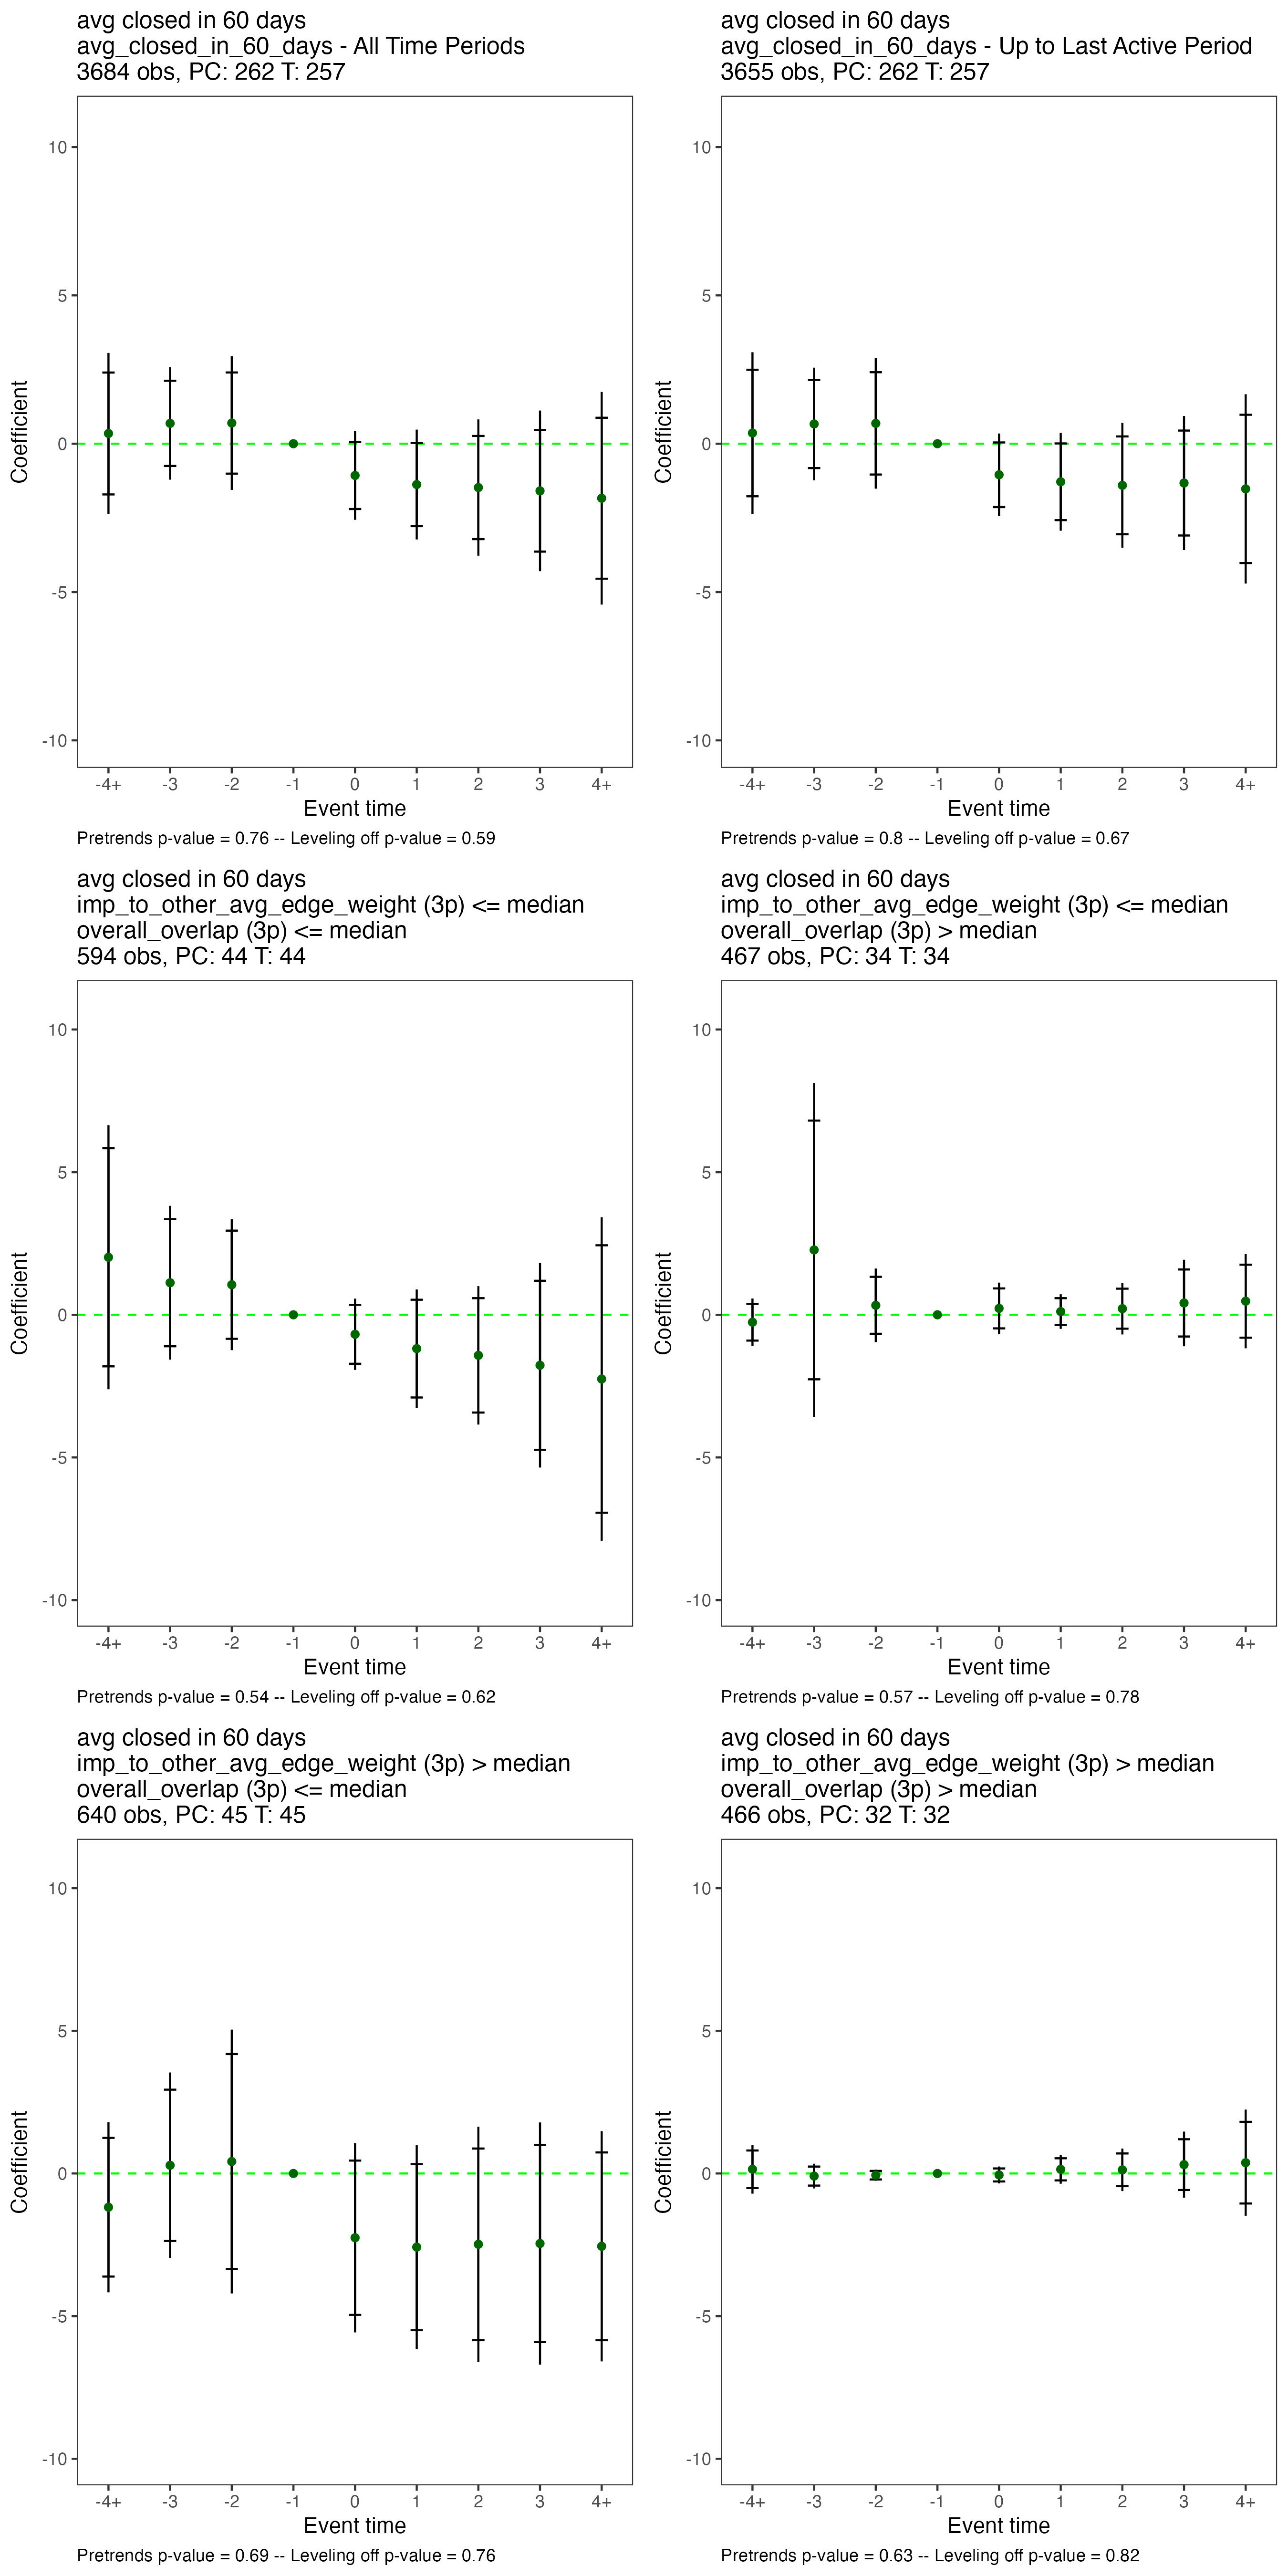 avg closed in 60 days
avg_closed_in_60_days - All Time Periods
3684 obs, PC: 262 T: 257
10
5
0
-5
-10
Coefficient
-4+ -3 -2 -1 0 1 2 3 4+
Event time
Pretrends p-value = 0.76 -- Leveling off p-value = 0.59
avg closed in 60 days
avg_closed_in_60_days - Up to Last Active Period
3655 obs, PC: 262 T: 257
10
5
0
-5
-10
Coefficient
-4+ -3 -2 -1 0 1 2 3 4+
Event time
Pretrends p-value = 0.8 -- Leveling off p-value = 0.67
avg closed in 60 days
imp_to_other_avg_edge_weight (3p) <= median
overall_overlap (3p) <= median
594 obs, PC: 44 T: 44
10
5
0
-5
-10
Coefficient
-4+ -3 -2 -1 0 1 2 3 4+
Event time
Pretrends p-value = 0.54 -- Leveling off p-value = 0.62
avg closed in 60 days
imp_to_other_avg_edge_weight (3p) <= median
overall_overlap (3p) > median
467 obs, PC: 34 T: 34
10
5
0
-5
-10
Coefficient
-4+ -3 -2 -1 0 1 2 3 4+
Event time
Pretrends p-value = 0.57 -- Leveling off p-value = 0.78
avg closed in 60 days
imp_to_other_avg_edge_weight (3p) > median
overall_overlap (3p) <= median
640 obs, PC: 45 T: 45
10
5
0
-5
-10
Coefficient
-4+ -3 -2 -1 0 1 2 3 4+
Event time
Pretrends p-value = 0.69 -- Leveling off p-value = 0.76
avg closed in 60 days
imp_to_other_avg_edge_weight (3p) > median
overall_overlap (3p) > median
466 obs, PC: 32 T: 32
10
5
0
-5
-10
Coefficient
-4+ -3 -2 -1 0 1 2 3 4+
Event time
Pretrends p-value = 0.63 -- Leveling off p-value = 0.82